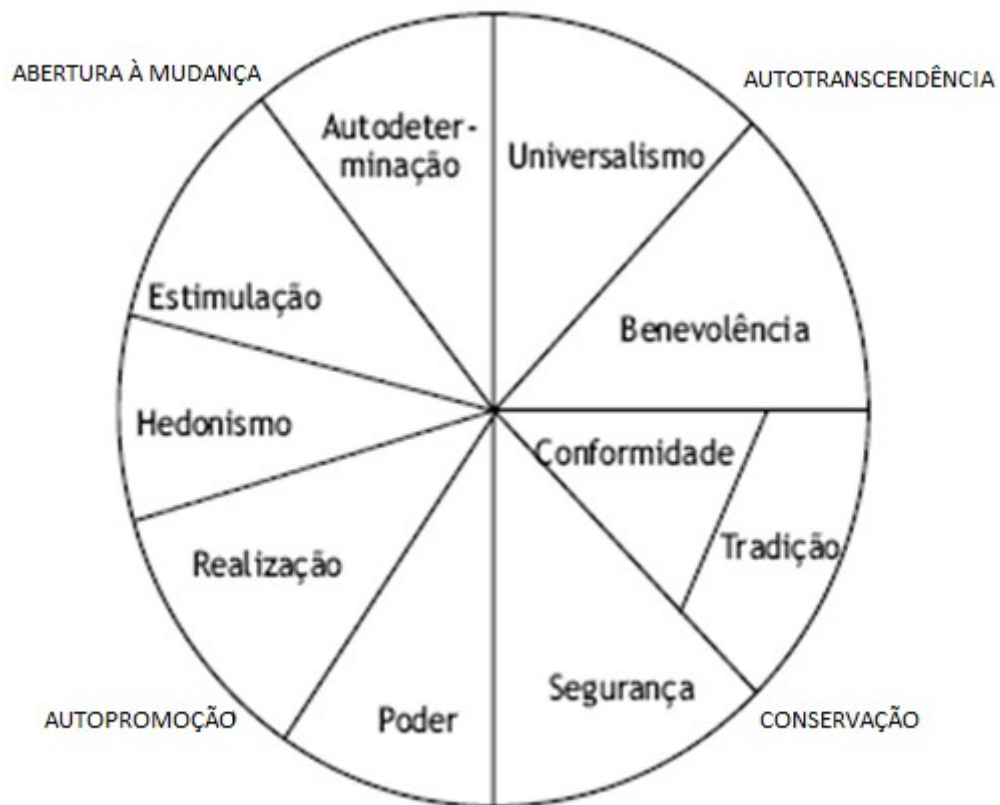 ABERTURA À MUDANÇA
AUTOTRANSCENDÊNCIA
Autodeter-
minação
Universalismo
Estimulação
Benevolência
Hedonismo
Conformidade
Realização
Tradição
Segurança
Poder
AUTOPROMOÇÃO
CONSERVAÇÃO